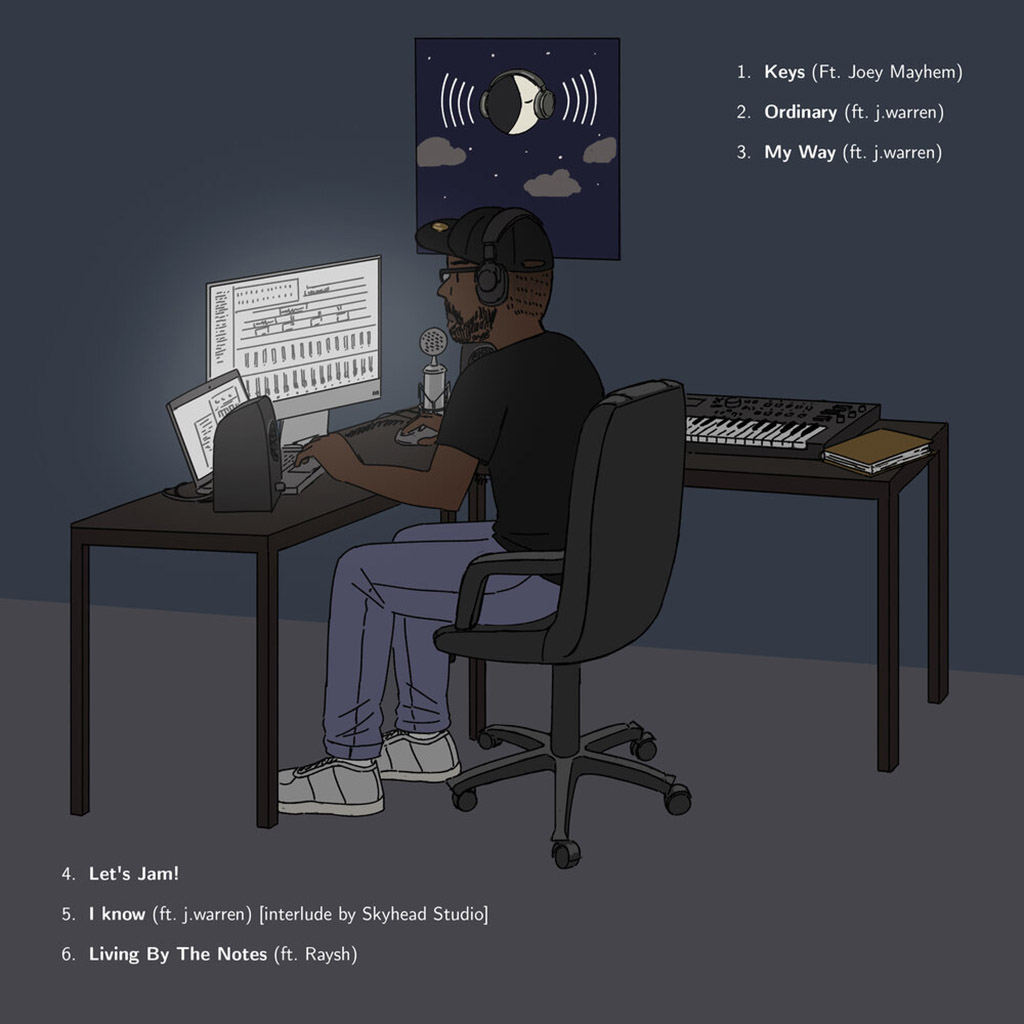 1. Keys (Ft. Joey Mayhem)
2. Ordinary (ft. j.warren)
3. My Way (ft. j.warren)
4. Let's Jam!
5. I know (ft. j.warren) [interlude by Skyhead Studio]
6. Living By The Notes (ft. Raysh)